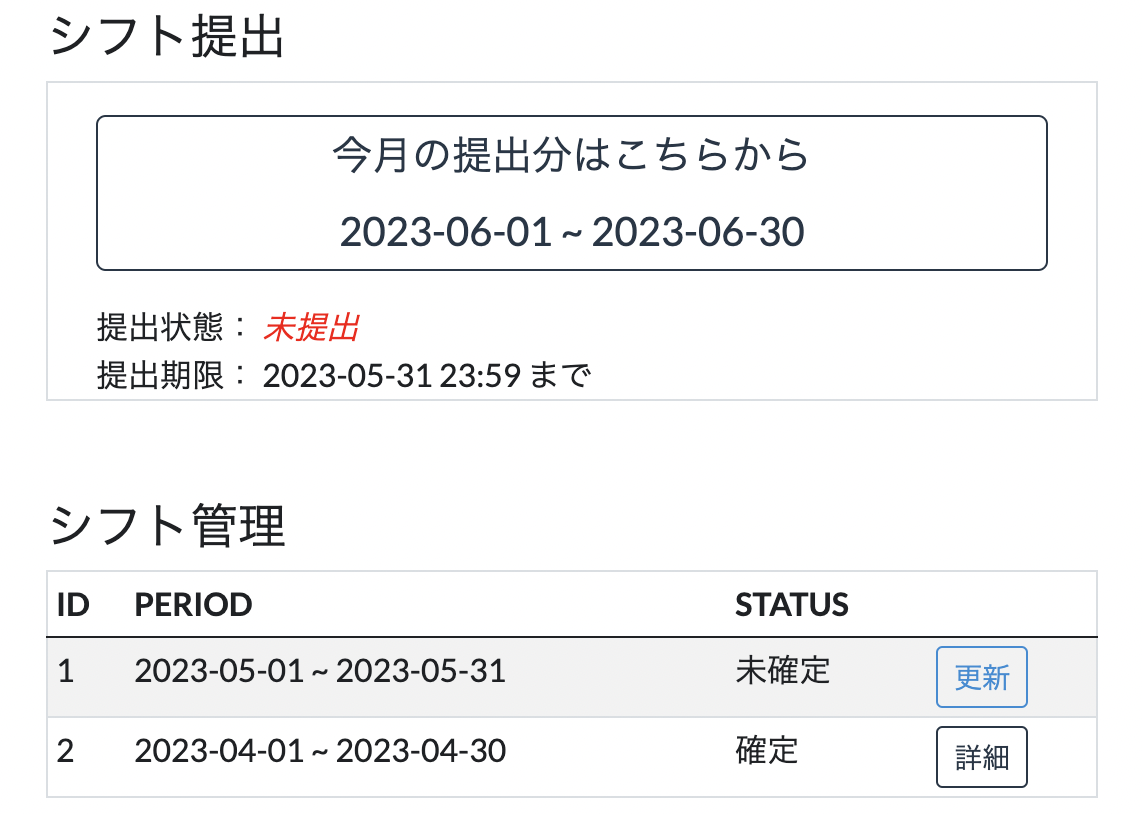 シフト提出
今月の提出分はこちらから
2023-06-01 ~ 2023-06-30
提出状態： 未提出
提出期限： 2023-05-31 23:59 まで
シフト管理
ID PERIOD STATUS
1 2023-05-01 ~ 2023-05-31 未確定 更新
2 2023-04-01 ~ 2023-04-30 確定 詳細